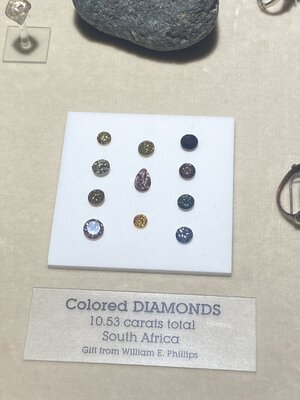 Colored DIAMONDS
10.53 carats total
South Africa
Gift from William E. Phillips